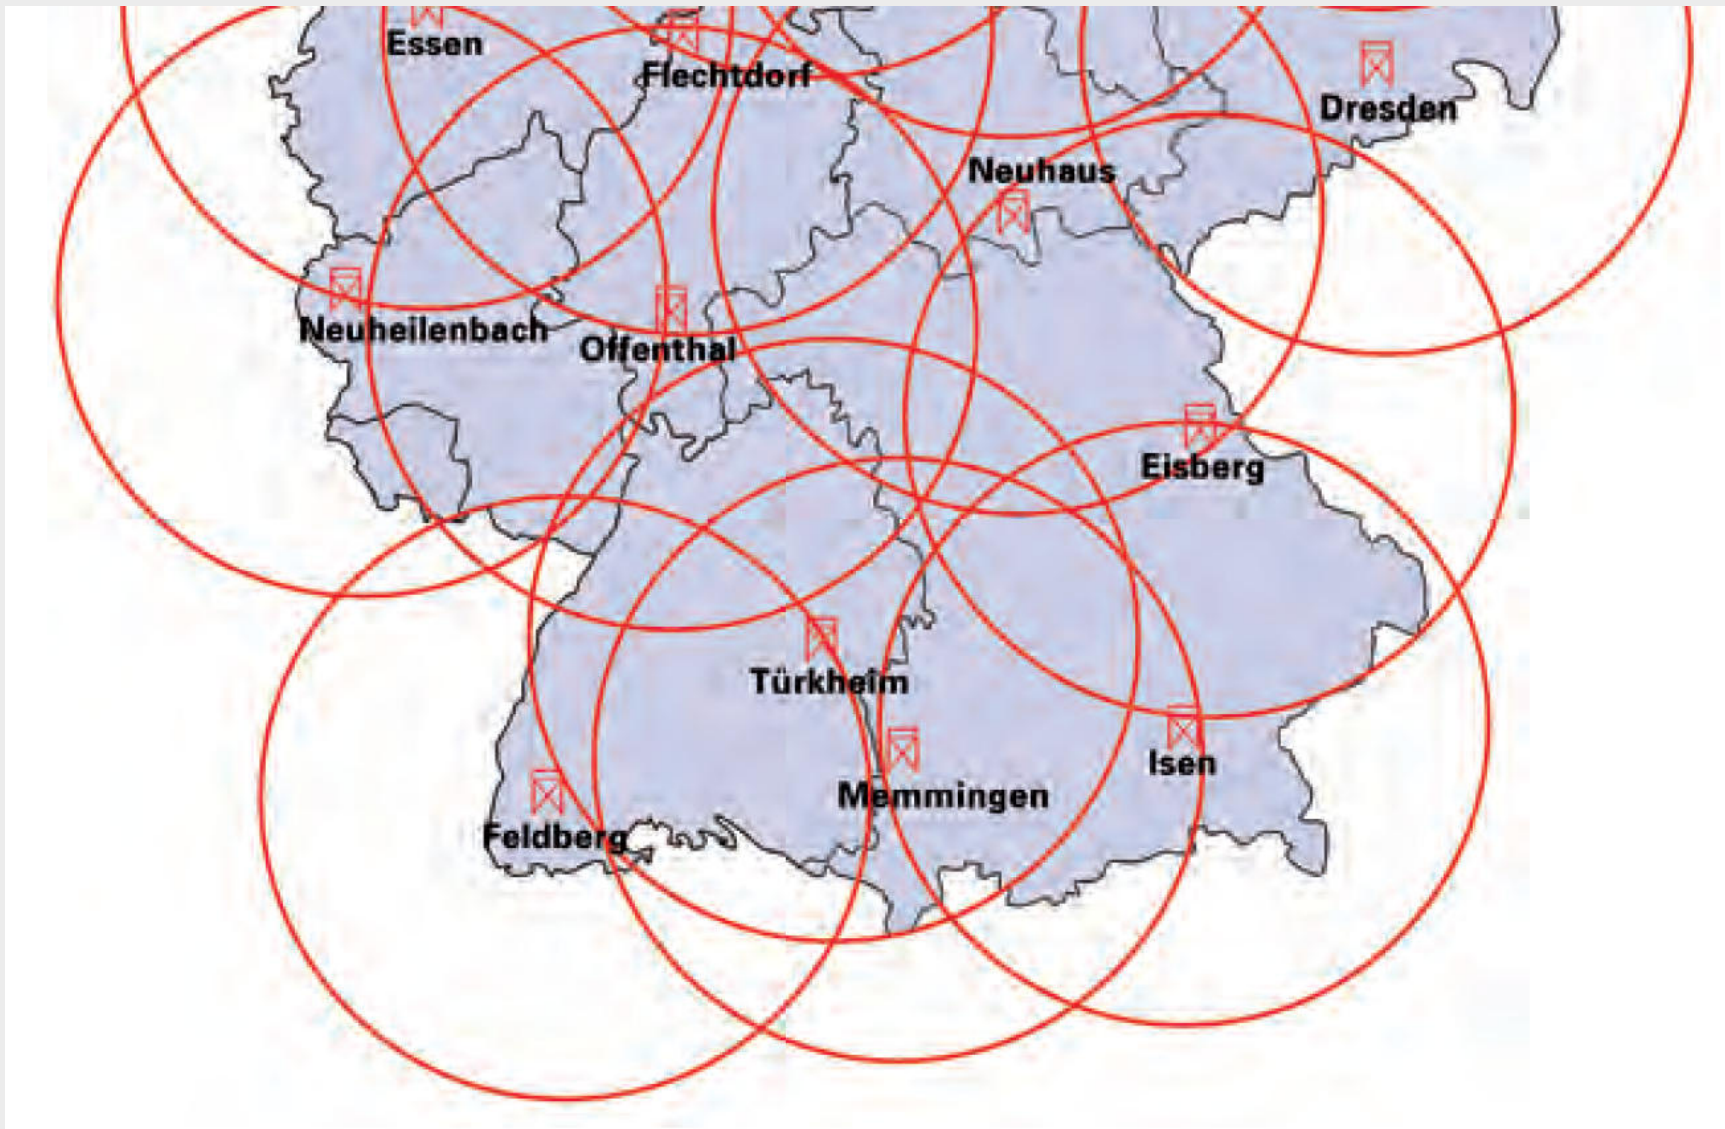 Essen
Flechtdorf
Dresden
Neuhaus
Neuheilenbach
Offenthal
Eisberg
Türkheim
Isen
Memmingen
Feldberg